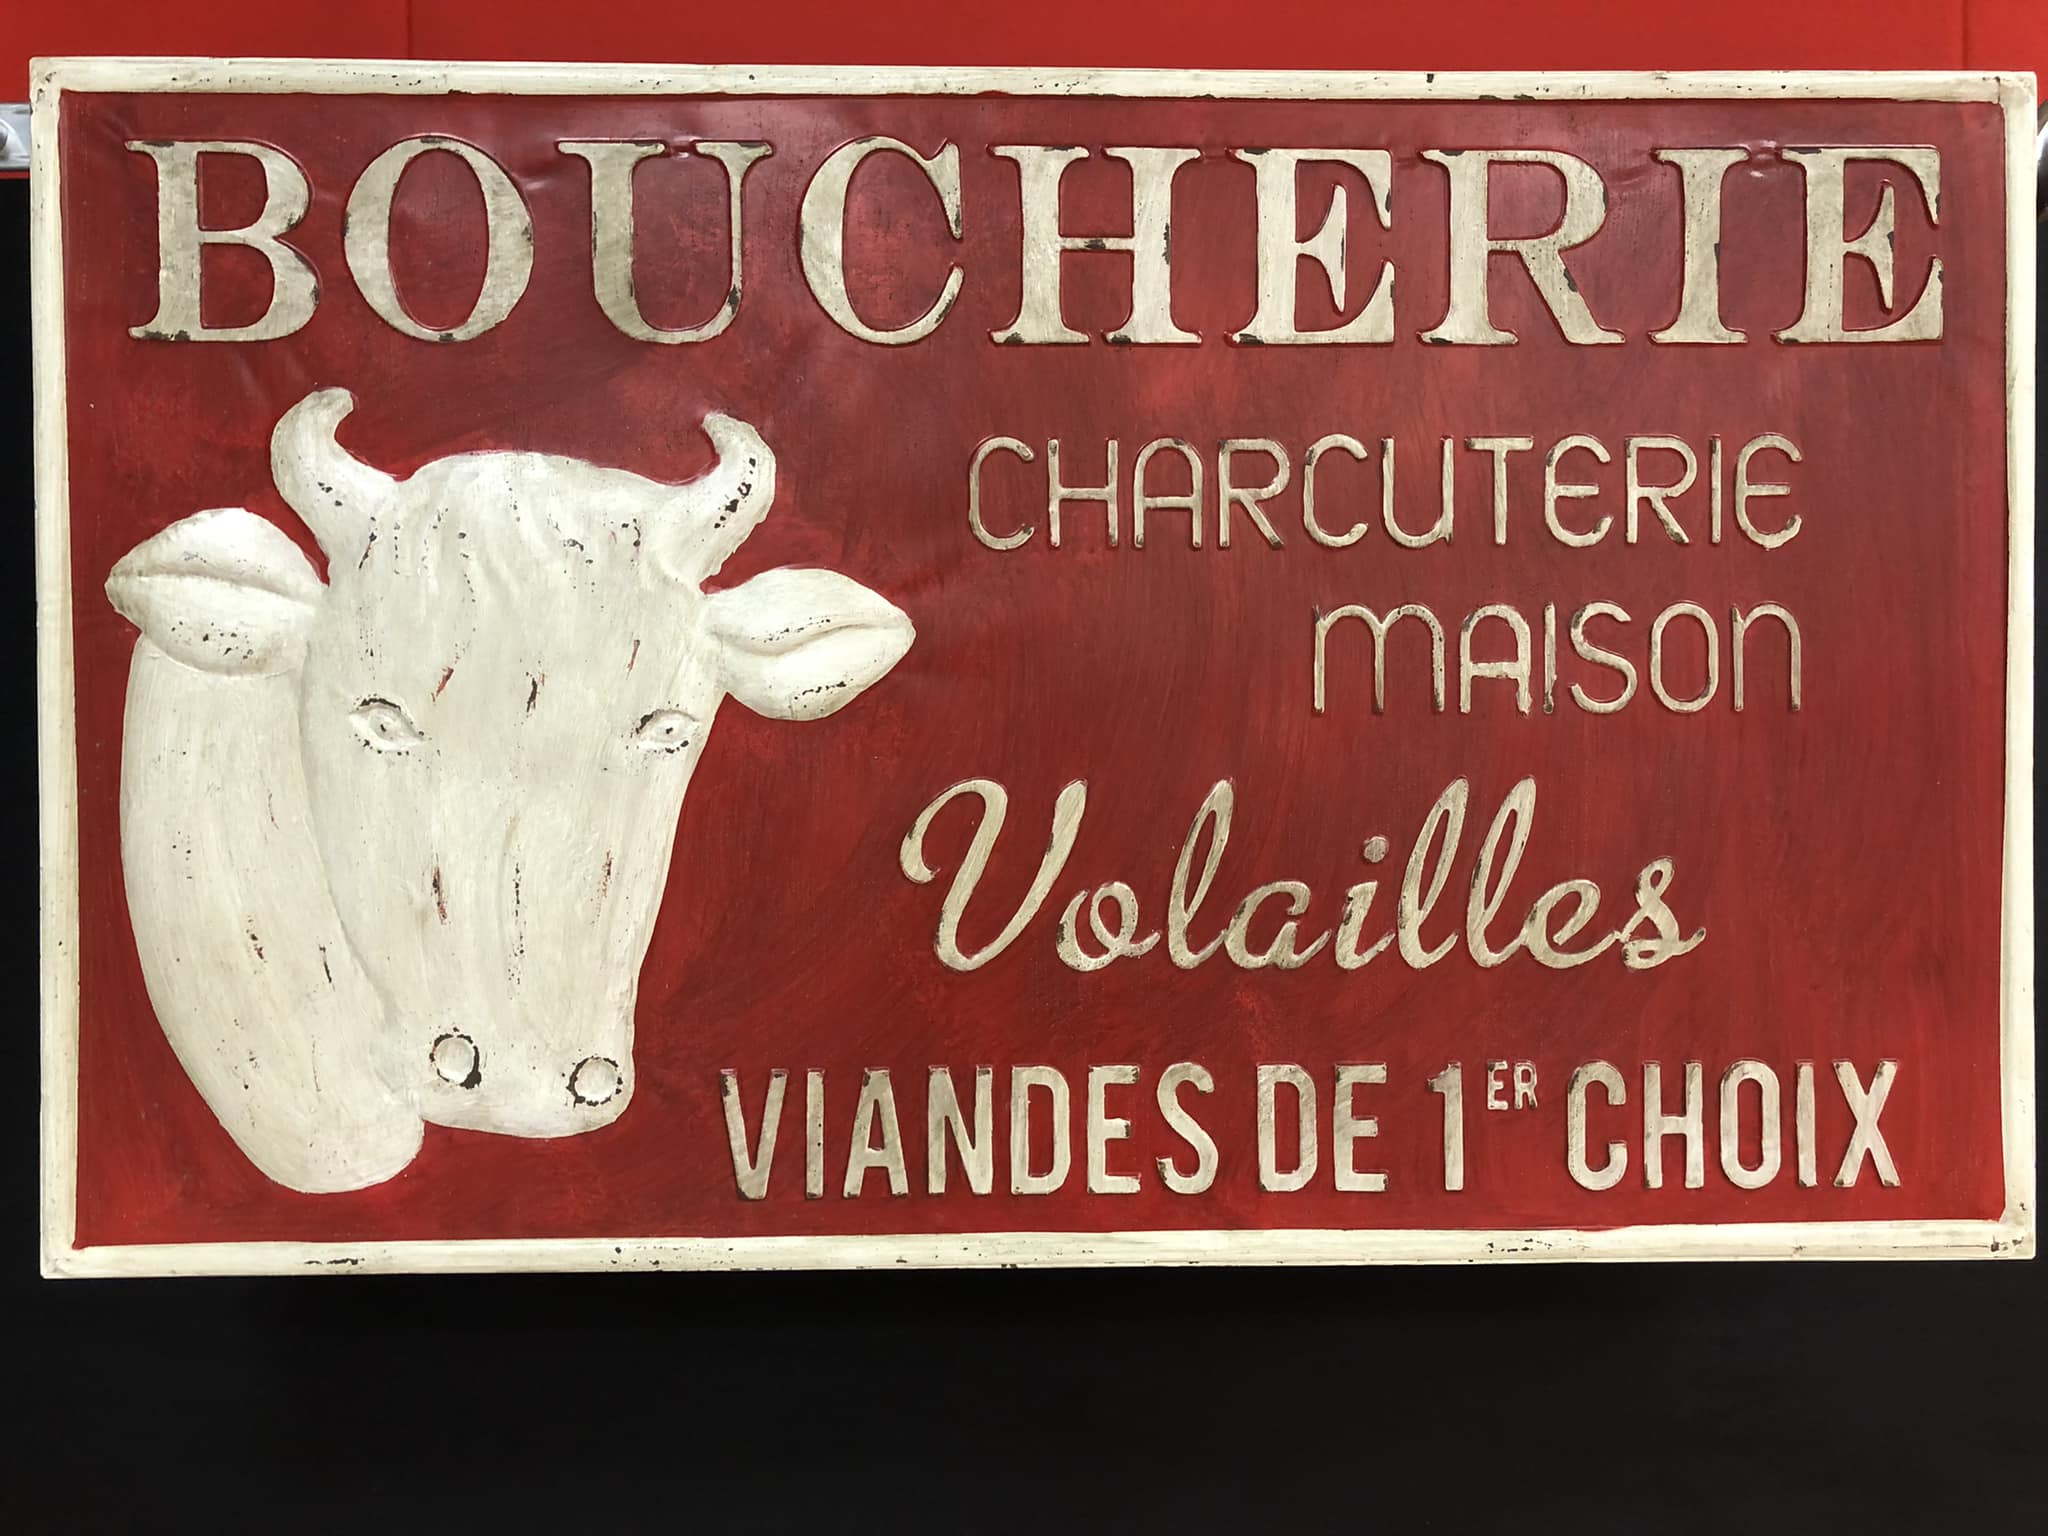 BOUCHERIE
CHARCUTERIE
MAISON
Volailles
VIANDES DE 1ER CHOIX